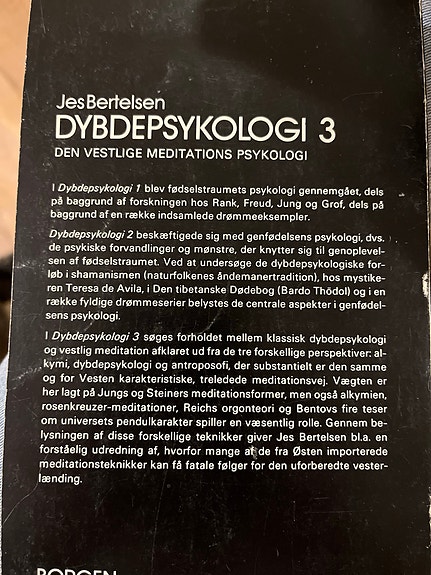 Jes Bertelsen
DYBDEPSYKOLOGI 3
DEN VESTLIGE MEDITATIONS PSYKOLOGI
I Dybdepsykologi 1 blev fødselstraumets psykologi gennemgået, dels
på baggrund af forskningen hos Rank, Freud, Jung og Grof, dels på
baggrund af en række indsamlede drømmeeksempler.
Dybdepsykologi 2 beskæftigede sig med genfødelsens psykologi, dvs.
de psykiske forvandlinger og mønstre, der knytter sig til genoplevel-
sen af fødselstraumet. Ved at undersøge de dybdepsykologiske for-
løb i shamanismen (naturfolkenes åndemanertradition), hos mystike-
ren Teresa de Avila, i Den tibetanske Dødebog (Bardo Thödol) og i en
række fyldige drømmeserier belystes de centrale aspekter i genfødel-
sens psykologi.
I Dybdepsykologi 3 søges forholdet mellem klassisk dybdepsykologi
og vestlig meditation afklaret ud fra de tre forskellige perspektiver: al-
kymi, dybdepsykologi og antroposofi, der substantielt er den samme
og for Vesten karakteristiske, treledede meditationsvej. Vægten er
her lagt på Jungs og Steiners meditationsformer, men også alkymien,
rosenkreuzer-meditationer, Reichs orgonteori og Bentovs fire teser
om universets pendulkarakter spiller en væsentlig rolle. Gennem be-
lysningen af disse forskellige teknikker giver Jes Bertelsen bl.a. en
forståelig udredning af, hvorfor mange af de fra Østen importerede
meditationsteknikker kan få fatale følger for den uforberedte vester-
lænding.
BORGEN